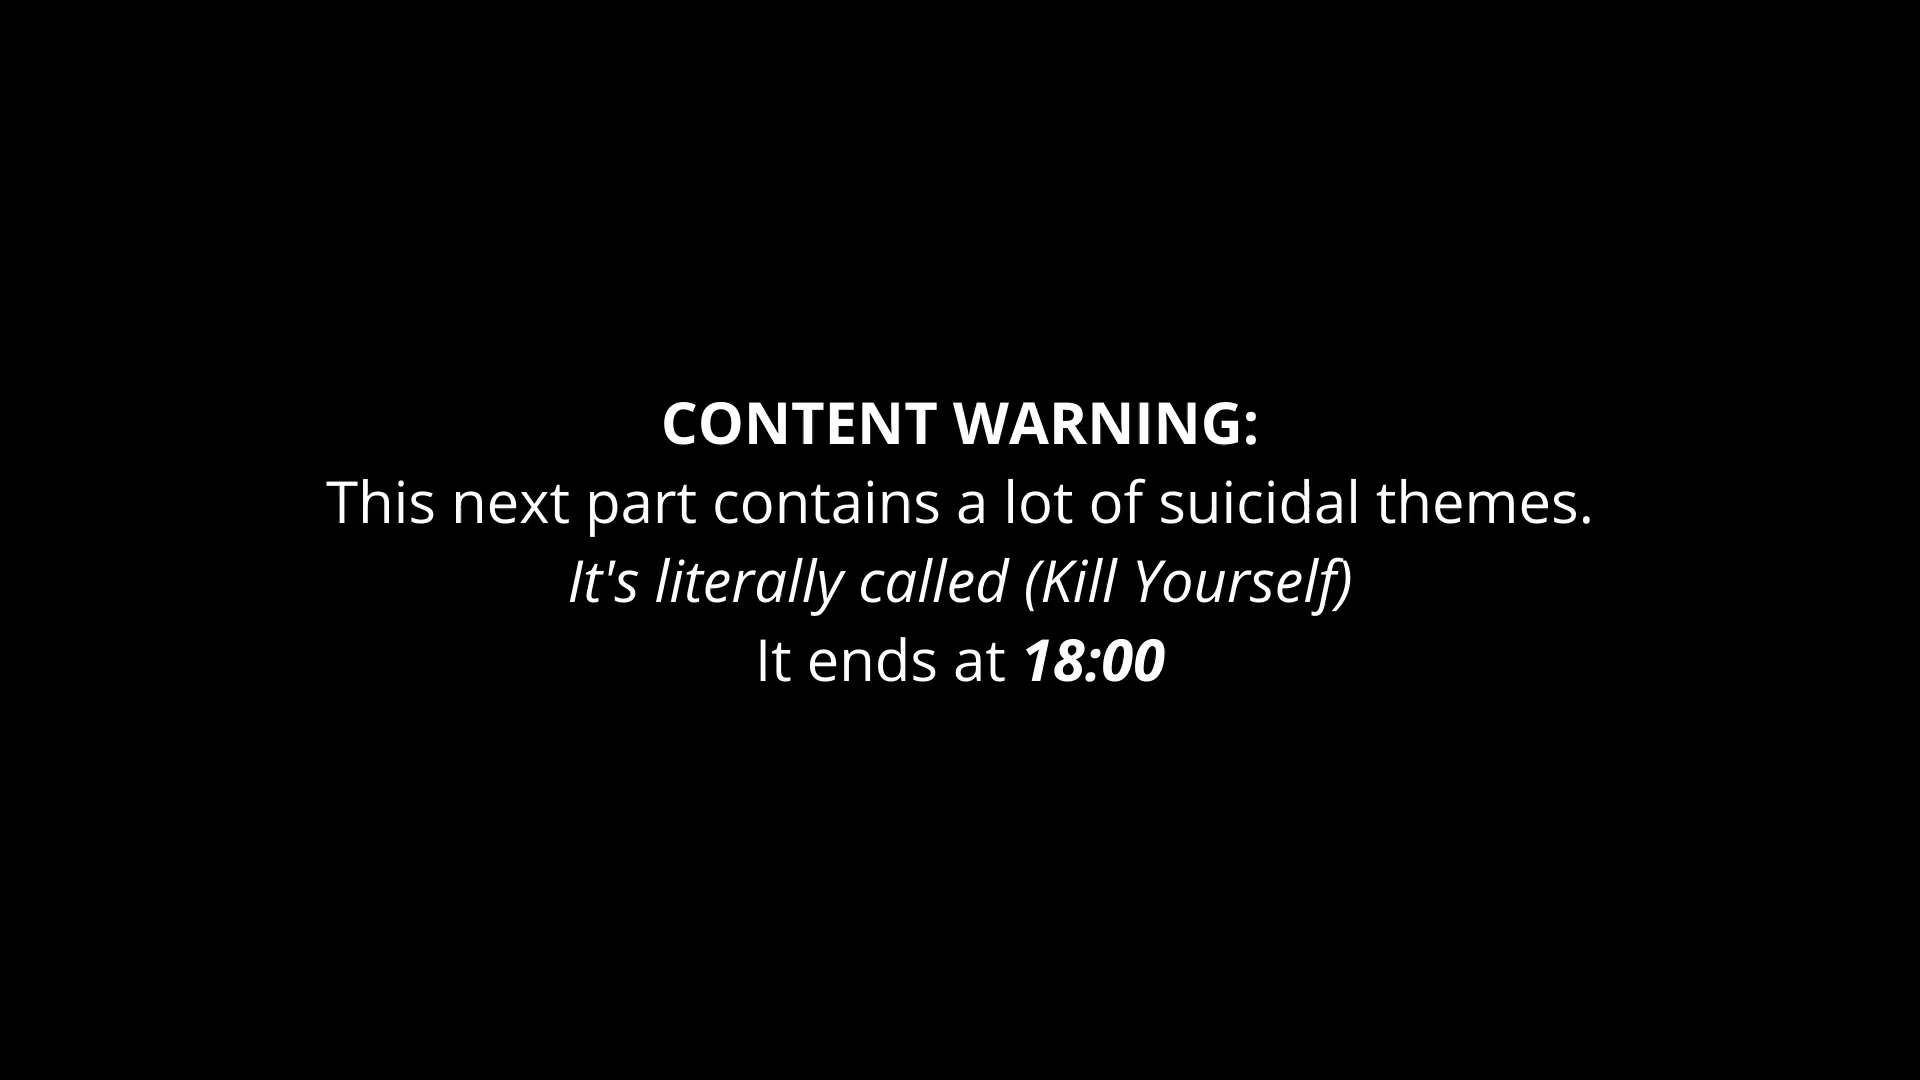 CONTENT WARNING:
This next part contains a lot of suicidal themes.
It's literally called (Kill Yourself)
It ends at 18:00